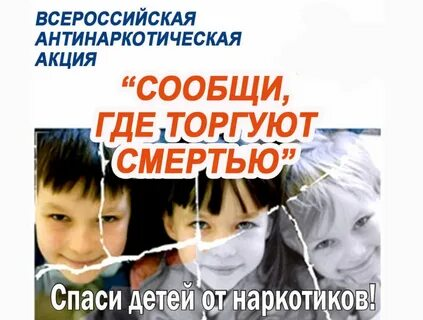 ВСЕРОССИЙСКАЯ
АНТИНАРКОТИЧЕСКАЯ
АКЦИЯ
“СООБЩИ,
ГДЕ ТОРГУЮТ
СМЕРТЬЮ”
Спаси детей от наркотиков!